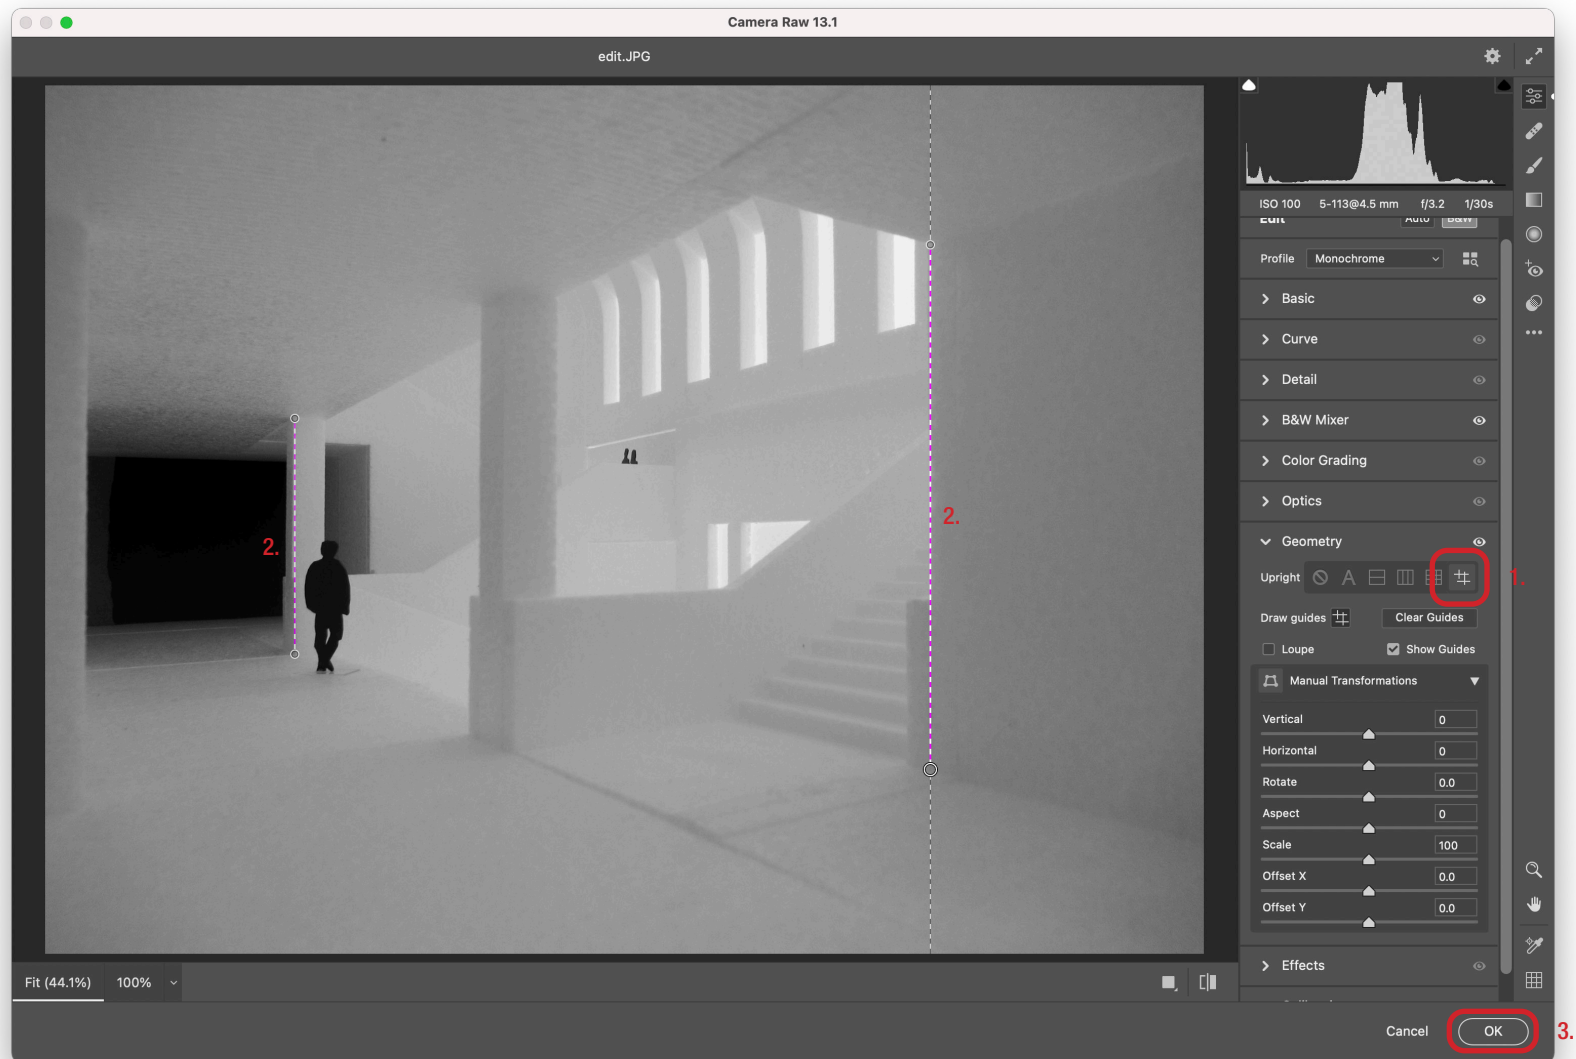 Camera Raw 13.1
edit.JPG
ISO 100 5-113@4.5 mm f/3.2 1/30s
Edit Auto B&W
Profile Monochrome
Basic
Curve
Detail
B&W Mixer
Color Grading
Optics
2.
2.
Geometry
Upright A 1.
Draw guides Clear Guides
Loupe Show Guides
Manual Transformations
Vertical 0
Horizontal 0
Rotate 0.0
Aspect 0
Scale 100
Offset X 0.0
Offset Y 0.0
Effects
Fit (44.1%) 100%
Cancel OK 3.